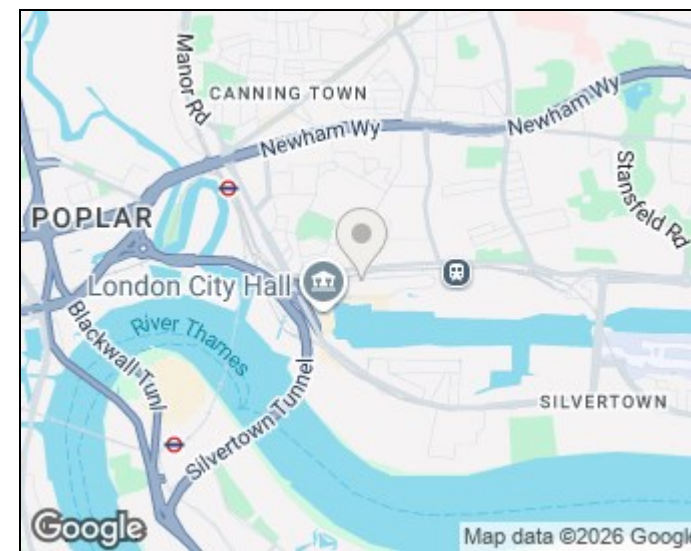 Manor Rd
CANNING TOWN
Newham Wy
Newham Wy
Stansfeld Rd
POPLAR
London City Hall
River Thames
Blackwall Tunl
Silvertown Tunnel
SILVERTOWN
Google
Map data ©2026 Google